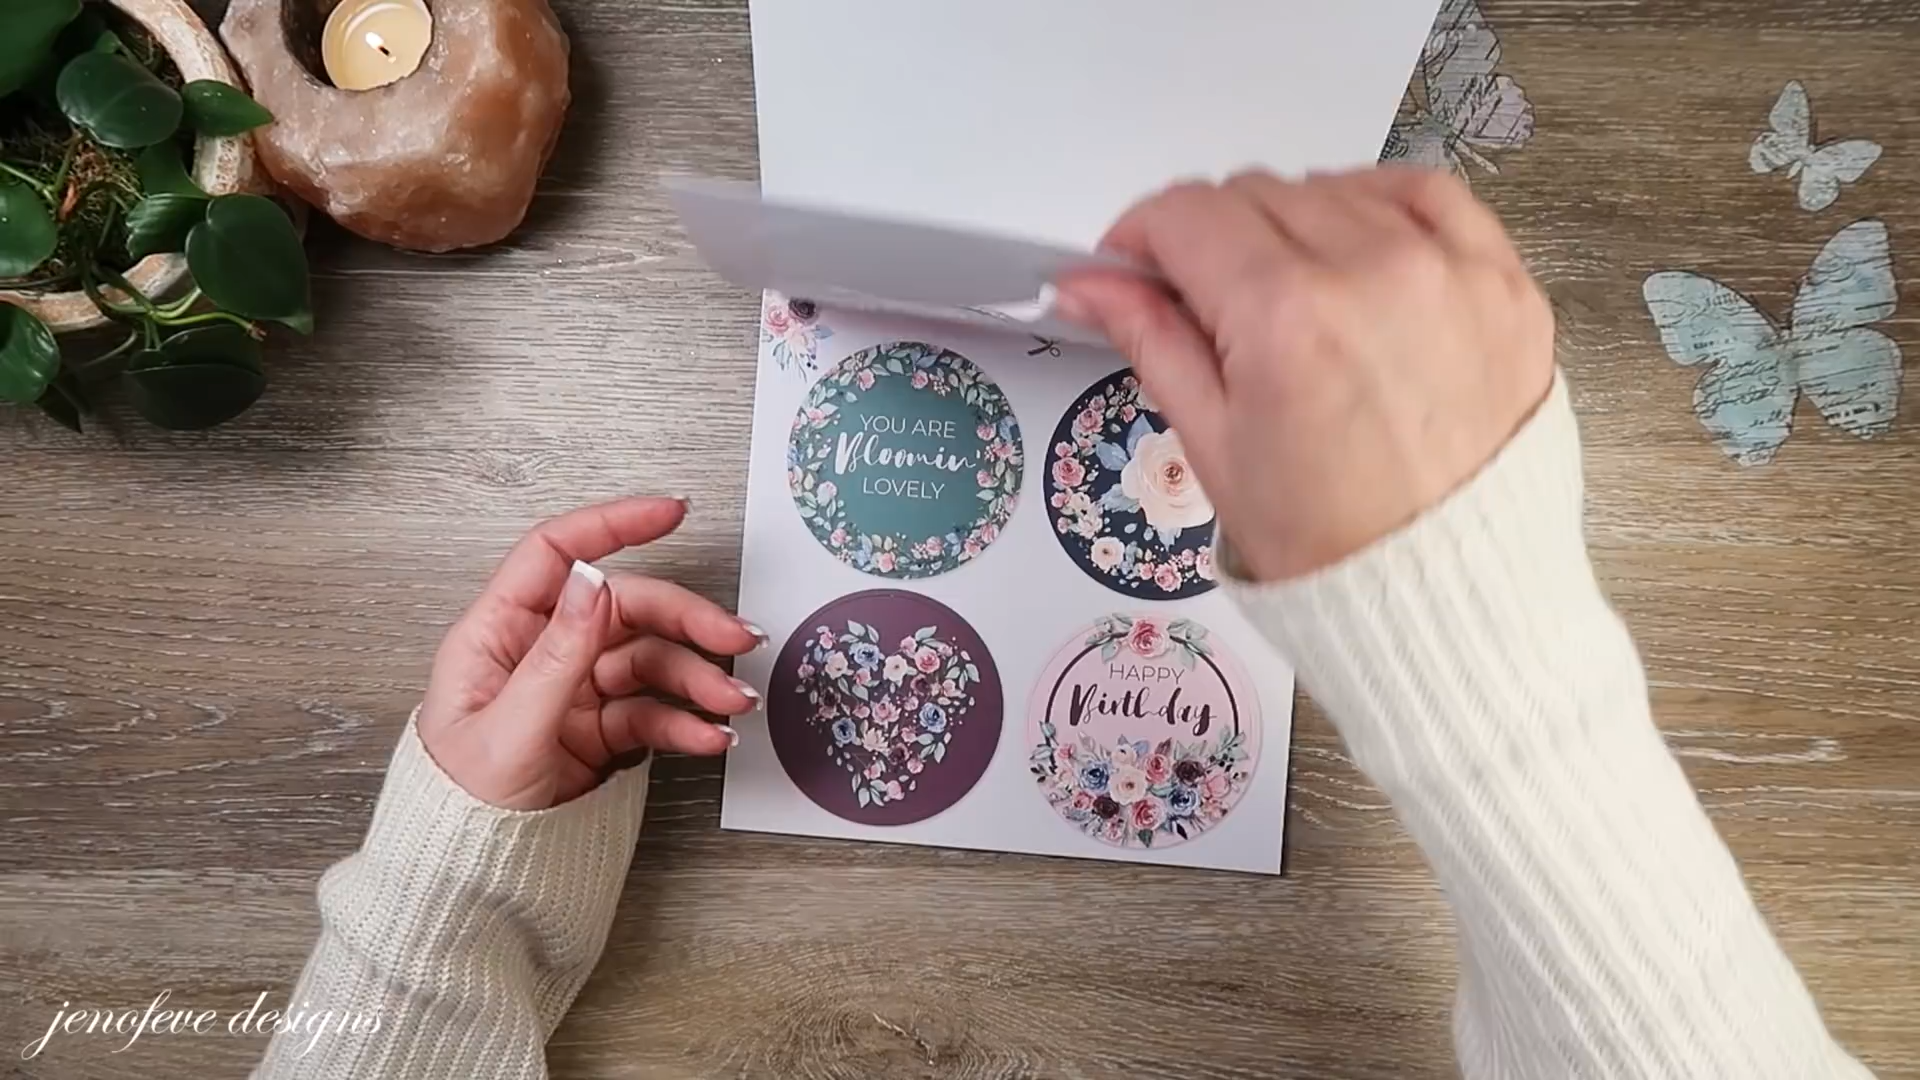 YOU ARE
Bloomin'
LOVELY
HAPPY
Birthday
jenofeve designs